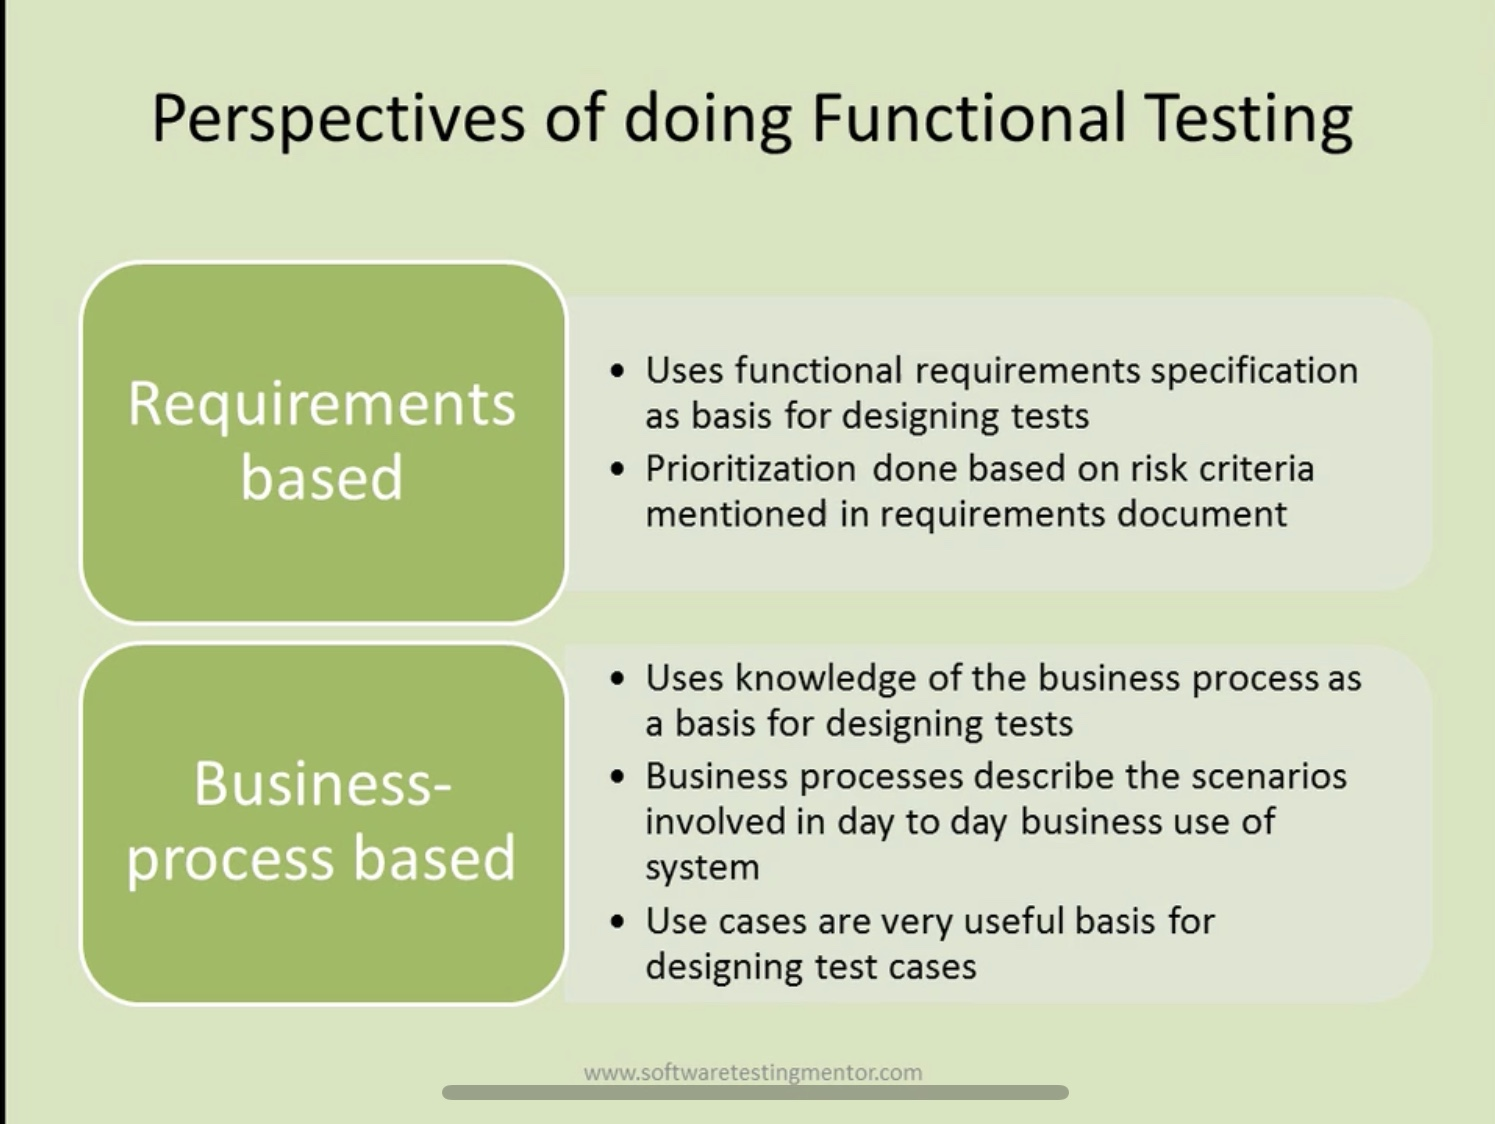 Perspectives of doing Functional Testing
Requirements
based
• Uses functional requirements specification
as basis for designing tests
• Prioritization done based on risk criteria
mentioned in requirements document
Business-
process based
• Uses knowledge of the business process as
a basis for designing tests
• Business processes describe the scenarios
involved in day to day business use of
system
• Use cases are very useful basis for
designing test cases
www.softwaretestingmentor.com